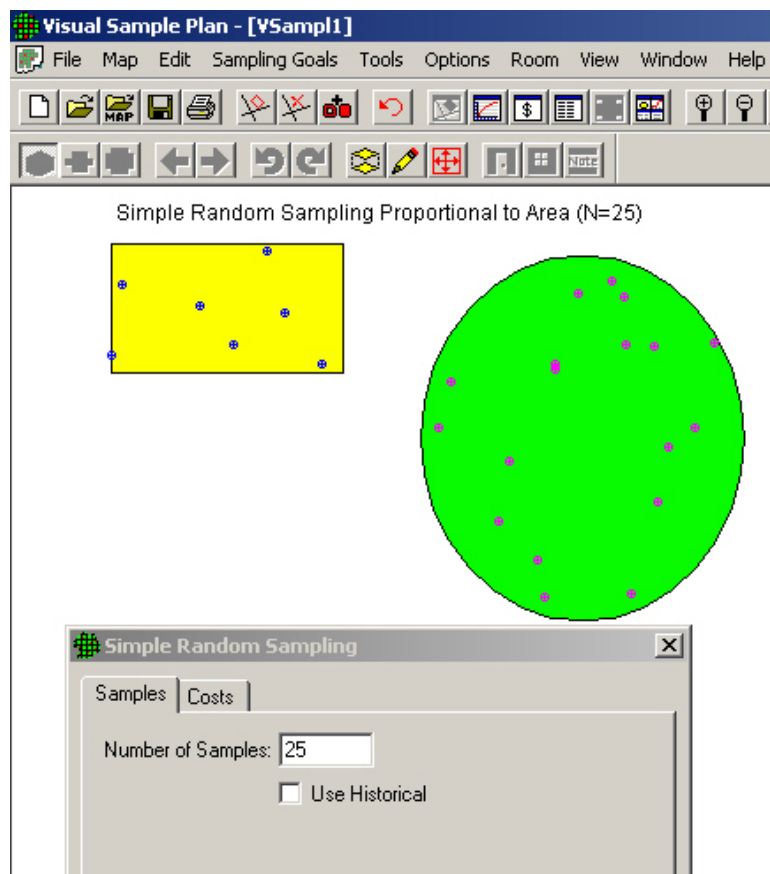 Visual Sample Plan - [VSampl1]
File Map Edit Sampling Goals Tools Options Room View Window Help
MAP $ Note
Simple Random Sampling Proportional to Area (N=25)
Simple Random Sampling
Samples Costs
Number of Samples: 25
Use Historical